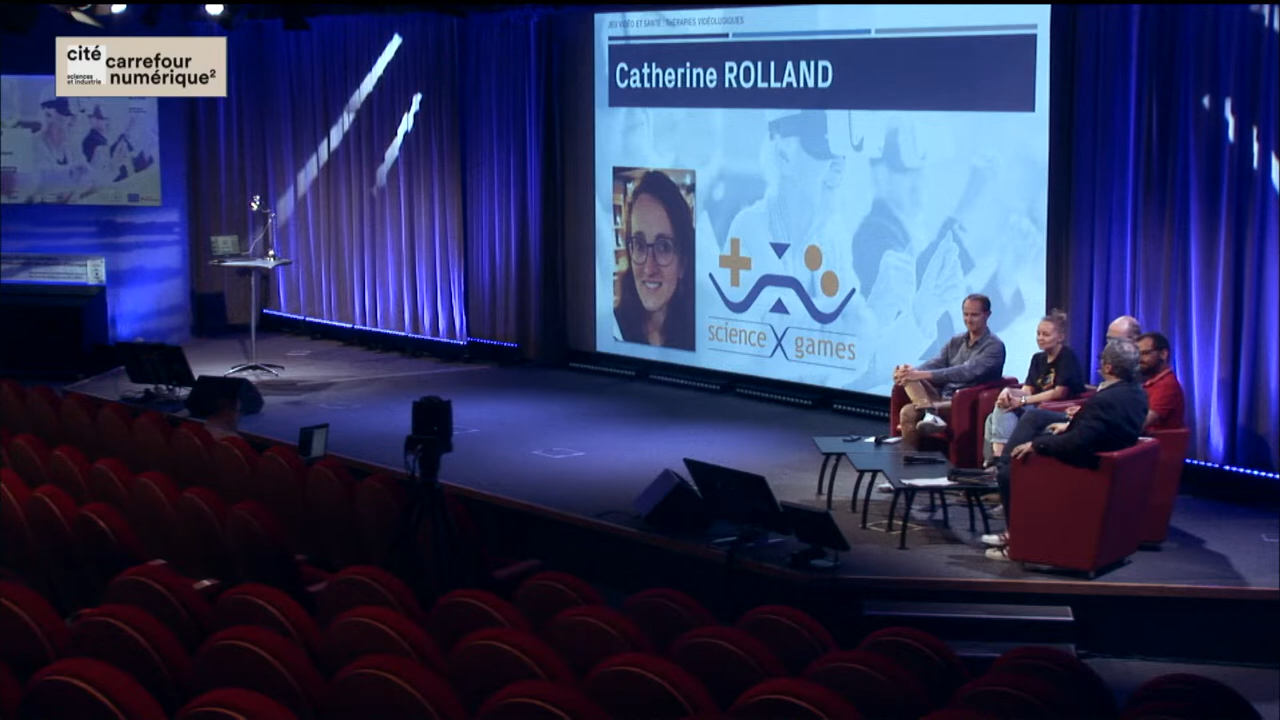 cité
sciences
et industrie
carrefour
numérique²
JEU VIDÉO ET SANTÉ : THÉRAPIES VIDÉOLUDIQUES
Catherine ROLLAND
science X games